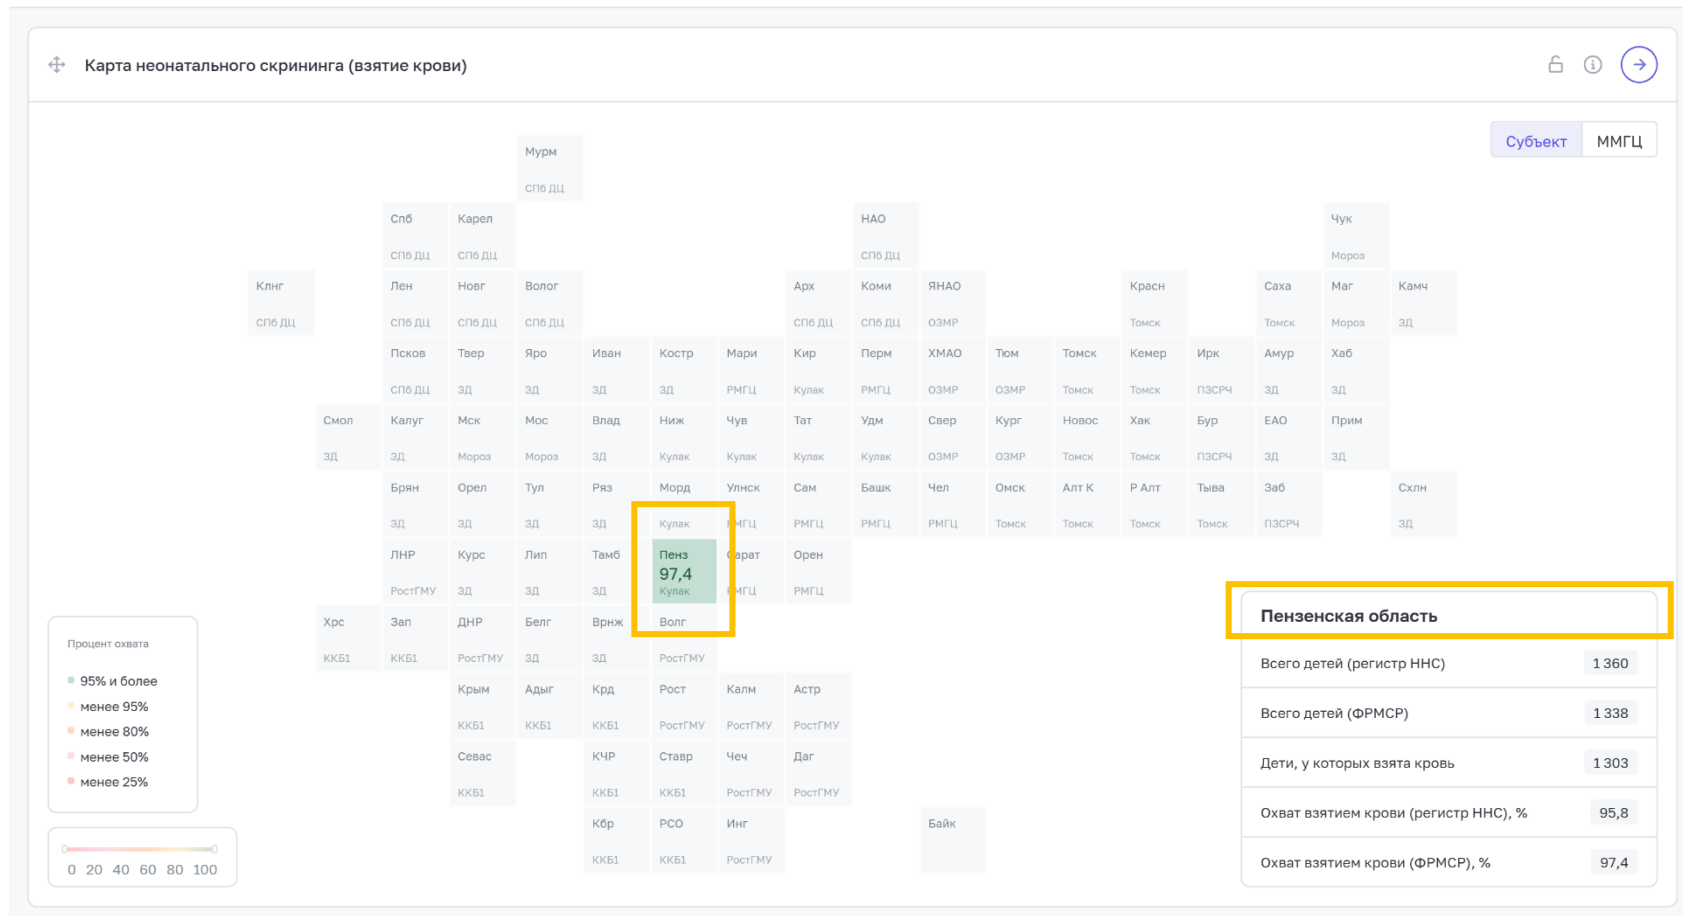 Карта неонатального скрининга (взятие крови)
Субъект ММГЦ
Мурм
СПб ДЦ
Спб Карел НАО Чук
СПб ДЦ СПб ДЦ СПб ДЦ Мороз
Клнг Лен Новг Волог Арх Коми ЯНАО Красн Саха Маг Камч
СПб ДЦ СПб ДЦ СПб ДЦ СПб ДЦ СПб ДЦ СПб ДЦ ОЗМР Томск Томск Мороз ЗД
Псков Твер Яро Иван Костр Мари Кир Перм ХМАО Тюм Томск Кемер Ирк Амур Хаб
СПб ДЦ ЗД ЗД ЗД ЗД РМГЦ Кулак РМГЦ ОЗМР ОЗМР Томск Томск ПЗСРЧ ЗД ЗД
Смол Калуг Мск Мос Влад Ниж Чув Тат Удм Свер Кург Новос Хак Бур ЕАО Прим
ЗД ЗД Мороз Мороз ЗД Кулак Кулак Кулак Кулак ОЗМР ОЗМР Томск Томск ПЗСРЧ ЗД ЗД
Брян Орел Тул Ряз Морд Улнск Сам Башк Чел Омск Алт К Р Алт Тыва Заб Схлн
ЗД ЗД ЗД ЗД Кулак РМГЦ РМГЦ РМГЦ РМГЦ Томск Томск Томск Томск ПЗСРЧ ЗД
ЛНР Курс Лип Тамб Пенз Сарат Орен
97,4
РостГМУ ЗД ЗД ЗД Кулак РМГЦ РМГЦ
Хрс Зап ДНР Белг Врнж Волг
ККБ1 ККБ1 РостГМУ ЗД ЗД РостГМУ
Крым Адыг Крд Рост Калм Астр
ККБ1 ККБ1 ККБ1 РостГМУ РостГМУ РостГМУ
Севас КЧР Ставр Чеч Даг
ККБ1 ККБ1 ККБ1 РостГМУ РостГМУ
Кбр РСО Инг Байк
ККБ1 ККБ1 РостГМУ
Процент охвата
95% и более
менее 95%
менее 80%
менее 50%
менее 25%
0 20 40 60 80 100
Пензенская область
Всего детей (регистр ННС) 1 360
Всего детей (ФРМСР) 1 338
Дети, у которых взята кровь 1 303
Охват взятием крови (регистр ННС), % 95,8
Охват взятием крови (ФРМСР), % 97,4